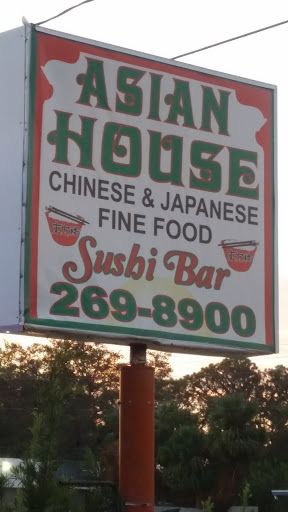 ASIAN
HOUSE
CHINESE & JAPANESE
FINE FOOD
Sushi Bar
269-8900